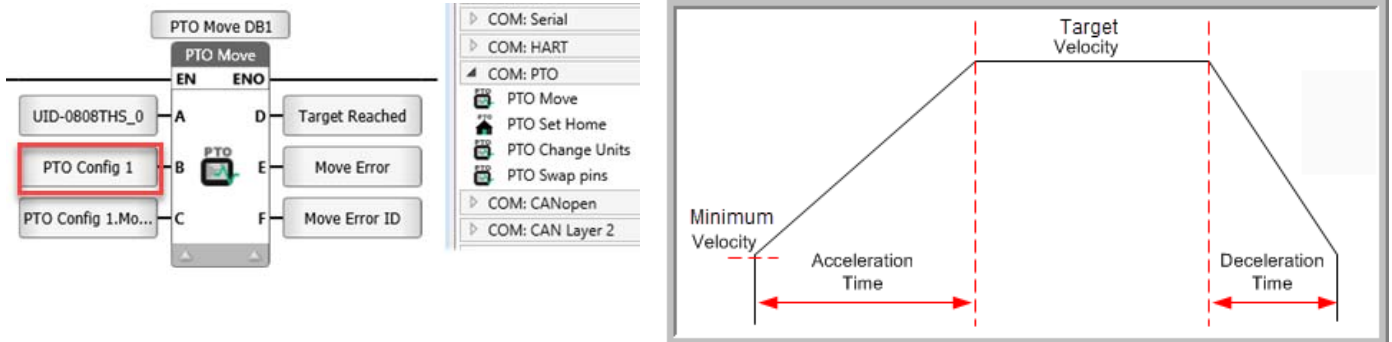 PTO Move DB1
PTO Move
EN ENO
UID-0808THS_0 A D Target Reached
PTO Config 1 B PTO E Move Error
PTO Config 1.Mo... C F Move Error ID
COM: Serial
COM: HART
COM: PTO
PTO Move
PTO Set Home
PTO Change Units
PTO Swap pins
COM: CANopen
COM: CAN Layer 2
Target
Velocity
Minimum
Velocity
Acceleration
Time
Deceleration
Time